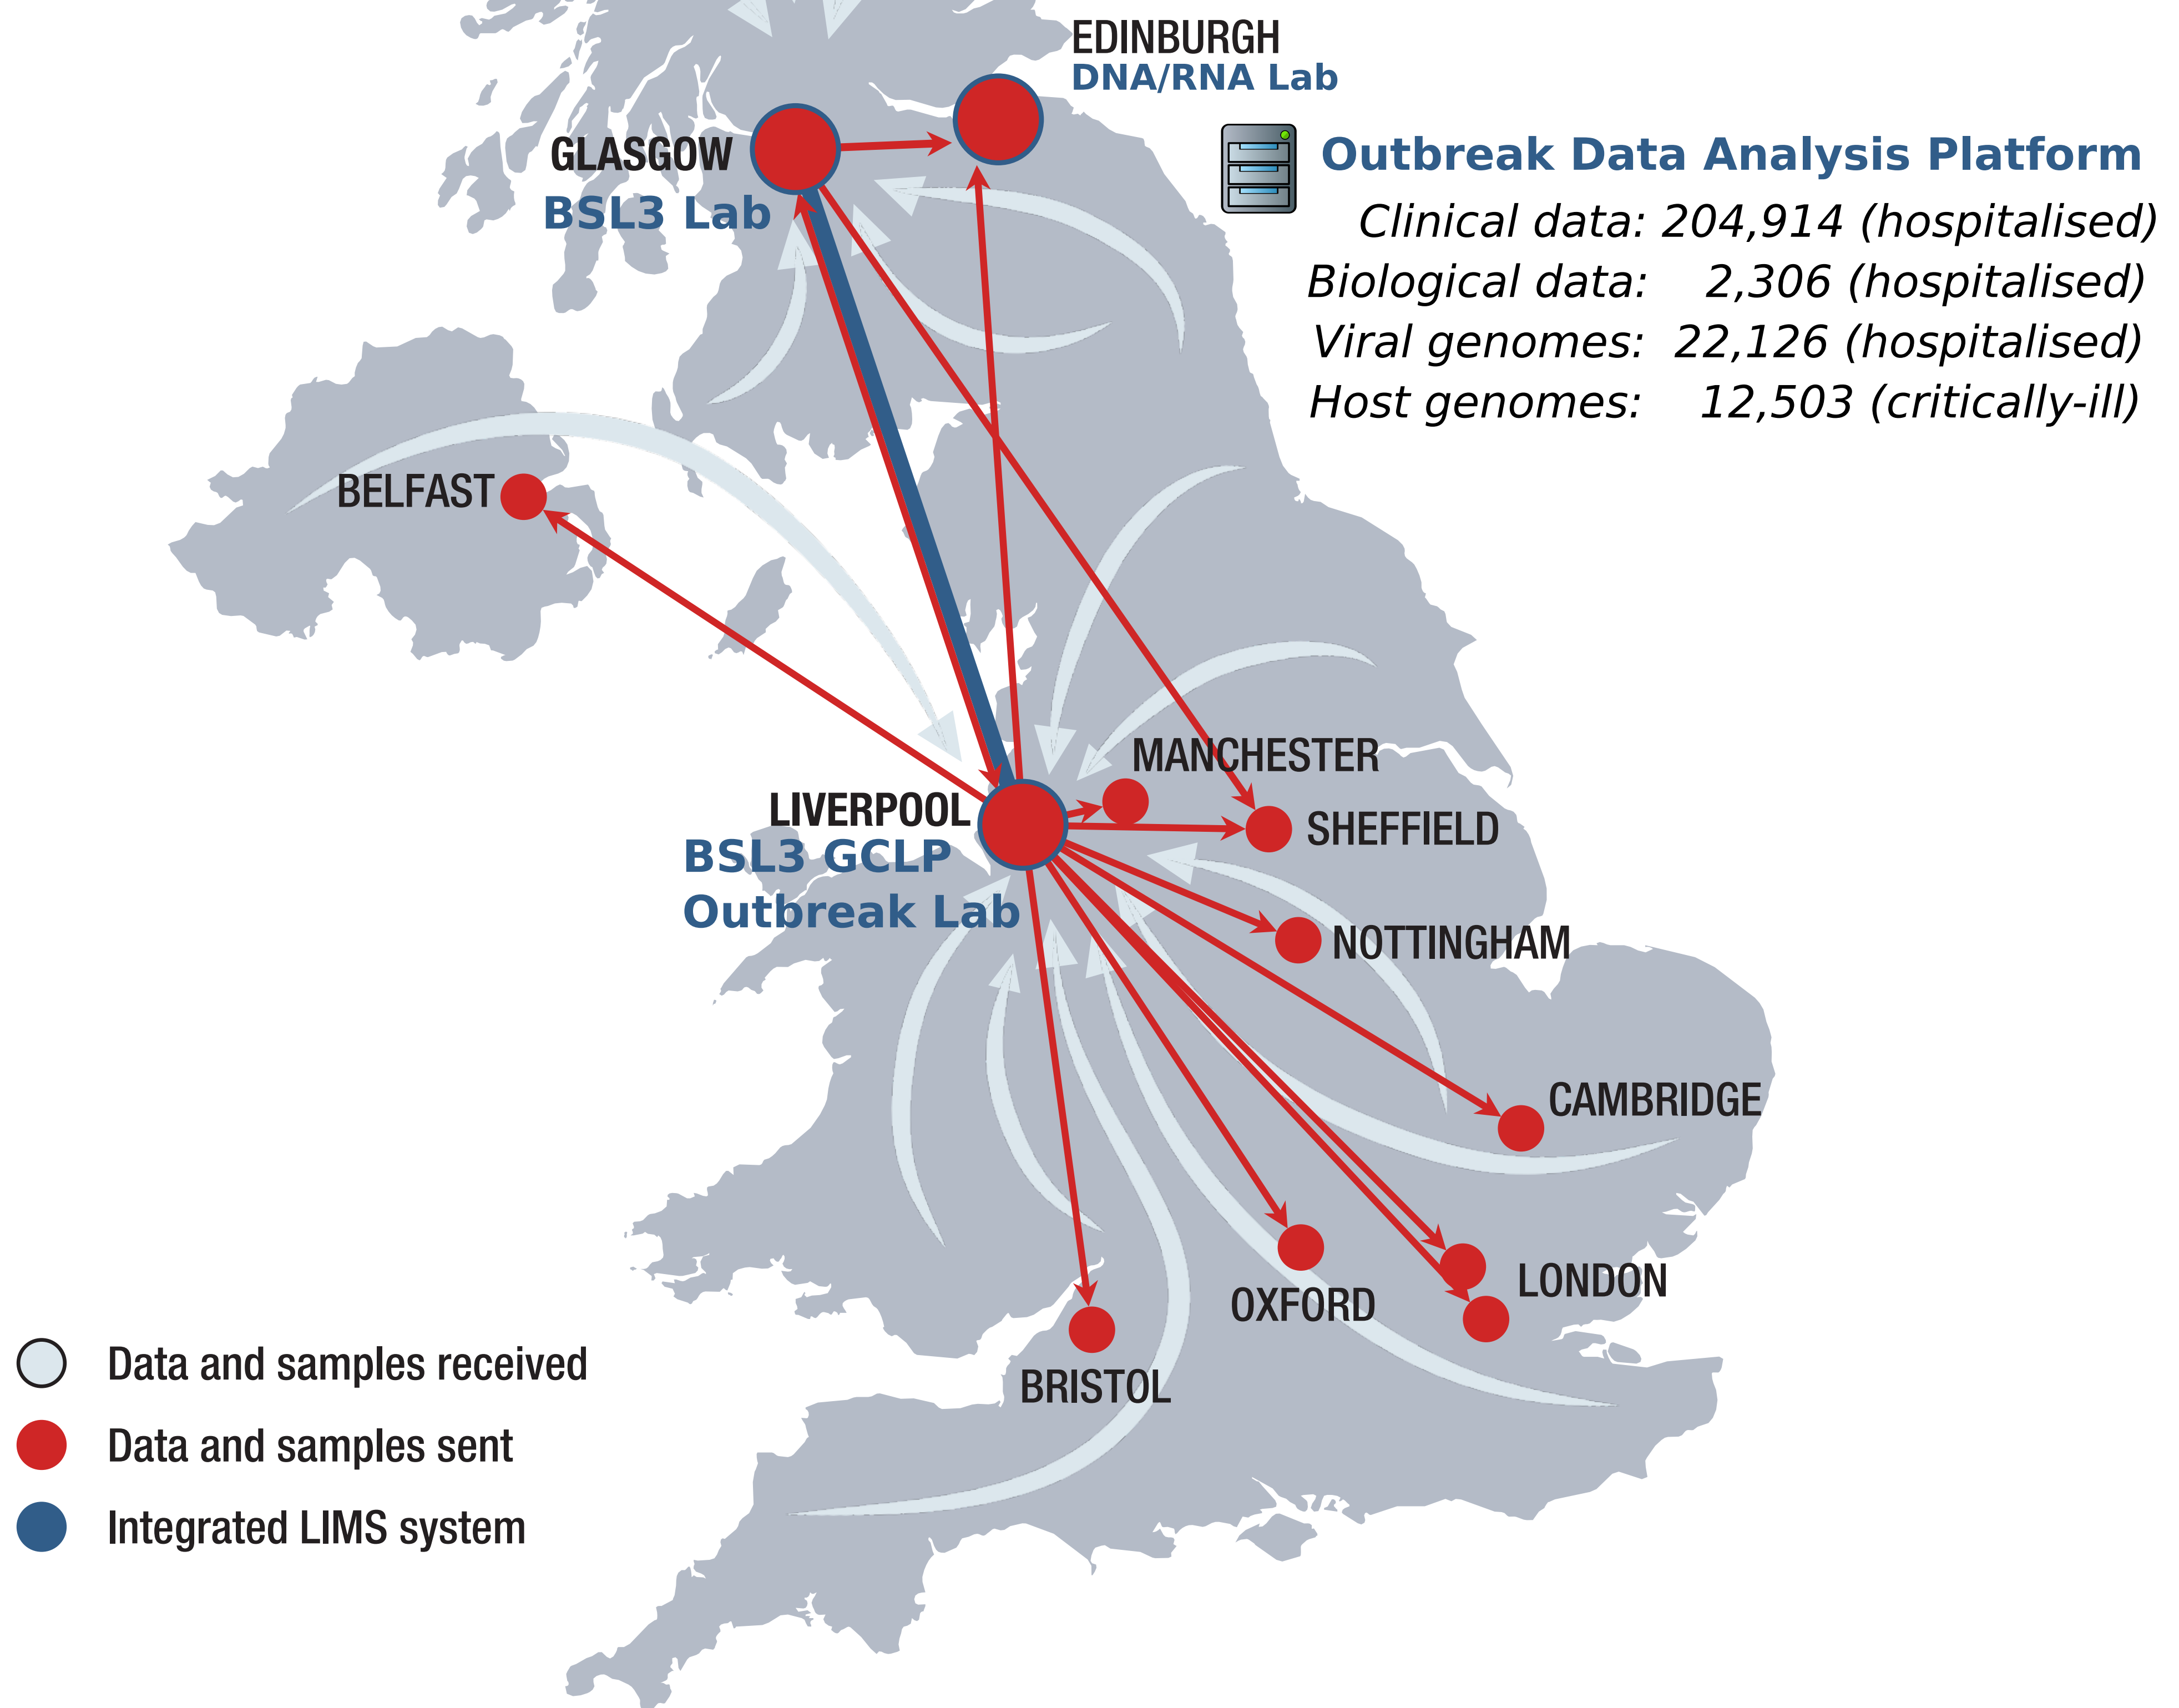 EDINBURGH
DNA/RNA Lab
GLASGOW
BSL3 Lab
Outbreak Data Analysis Platform
Clinical data: 204,914 (hospitalised)
Biological data: 2,306 (hospitalised)
Viral genomes: 22,126 (hospitalised)
Host genomes: 12,503 (critically-ill)
BELFAST
MANCHESTER
LIVERPOOL
BSL3 GCLP
Outbreak Lab
SHEFFIELD
NOTTINGHAM
CAMBRIDGE
LONDON
OXFORD
BRISTOL
Data and samples received
Data and samples sent
Integrated LIMS system